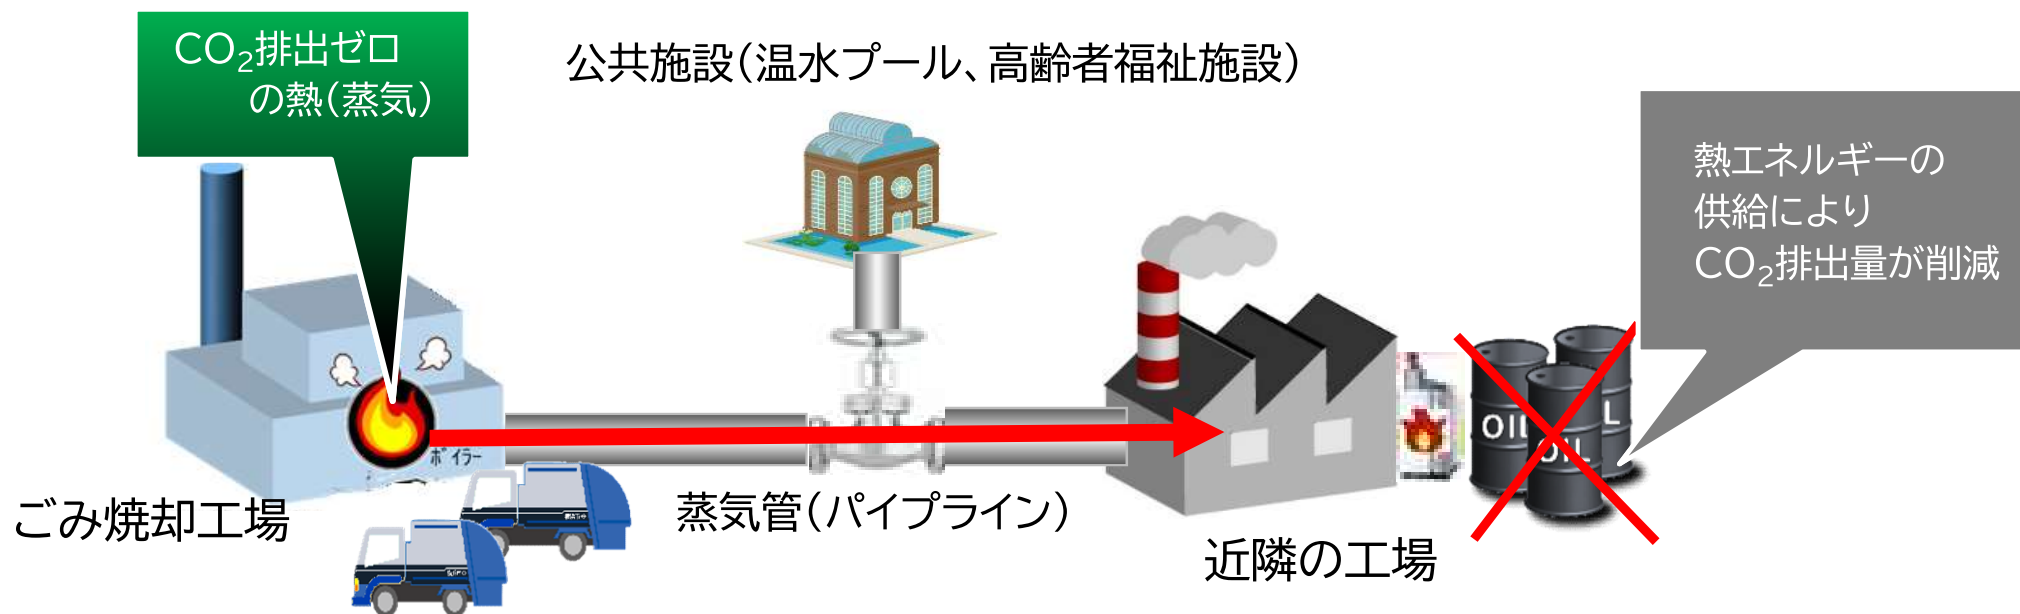 CO₂排出ゼロ
の熱(蒸気)
公共施設(温水プール、高齢者福祉施設)
熱エネルギーの
供給により
CO₂排出量が削減
ボイラー
OIL
OIL
L
ごみ焼却工場
蒸気管(パイプライン)
近隣の工場